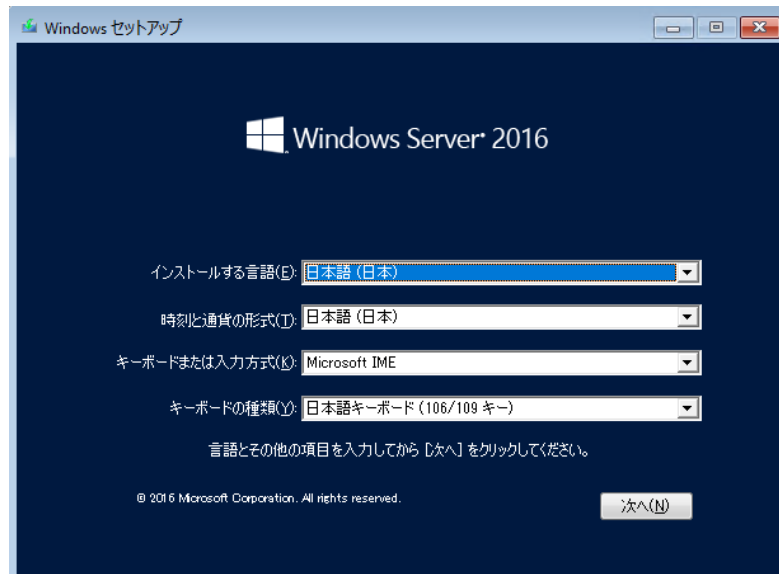 Windows セットアップ
Windows Server 2016
インストールする言語(E): 日本語 (日本)
時刻と通貨の形式(T): 日本語 (日本)
キーボードまたは入力方式(K): Microsoft IME
キーボードの種類(Y): 日本語キーボード (106/109 キー)
言語とその他の項目を入力してから [次へ] をクリックしてください。
© 2016 Microsoft Corporation. All rights reserved.
次へ(N)